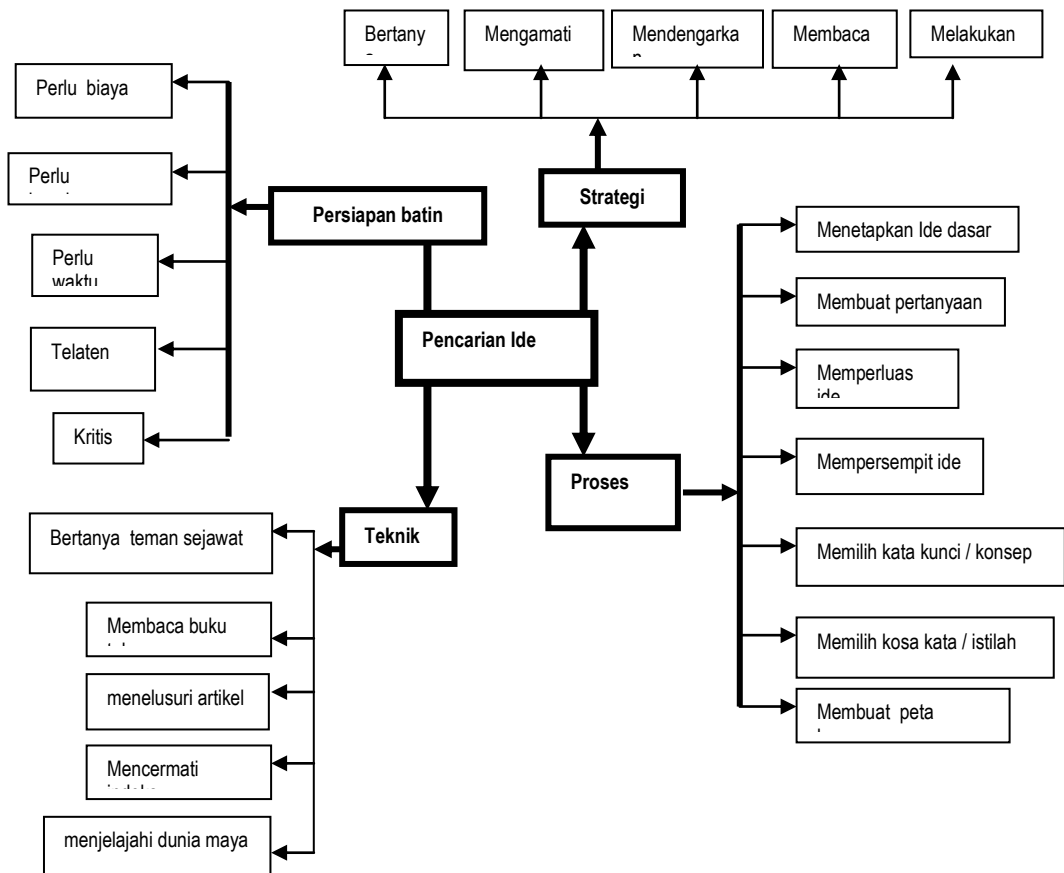 Bertany
Mengamati
Mendengarka
n
Membaca
Melakukan
Perlu biaya
Perlu
Perlu
waktu
Telaten
Kritis
Persiapan batin
Strategi
Pencarian Ide
Proses
Teknik
Menetapkan Ide dasar
Membuat pertanyaan
Memperluas
ide
Mempersempit ide
Memilih kata kunci / konsep
Memilih kosa kata / istilah
Membuat peta
Bertanya teman sejawat
Membaca buku
menelusuri artikel
Mencermati
menjelajahi dunia maya